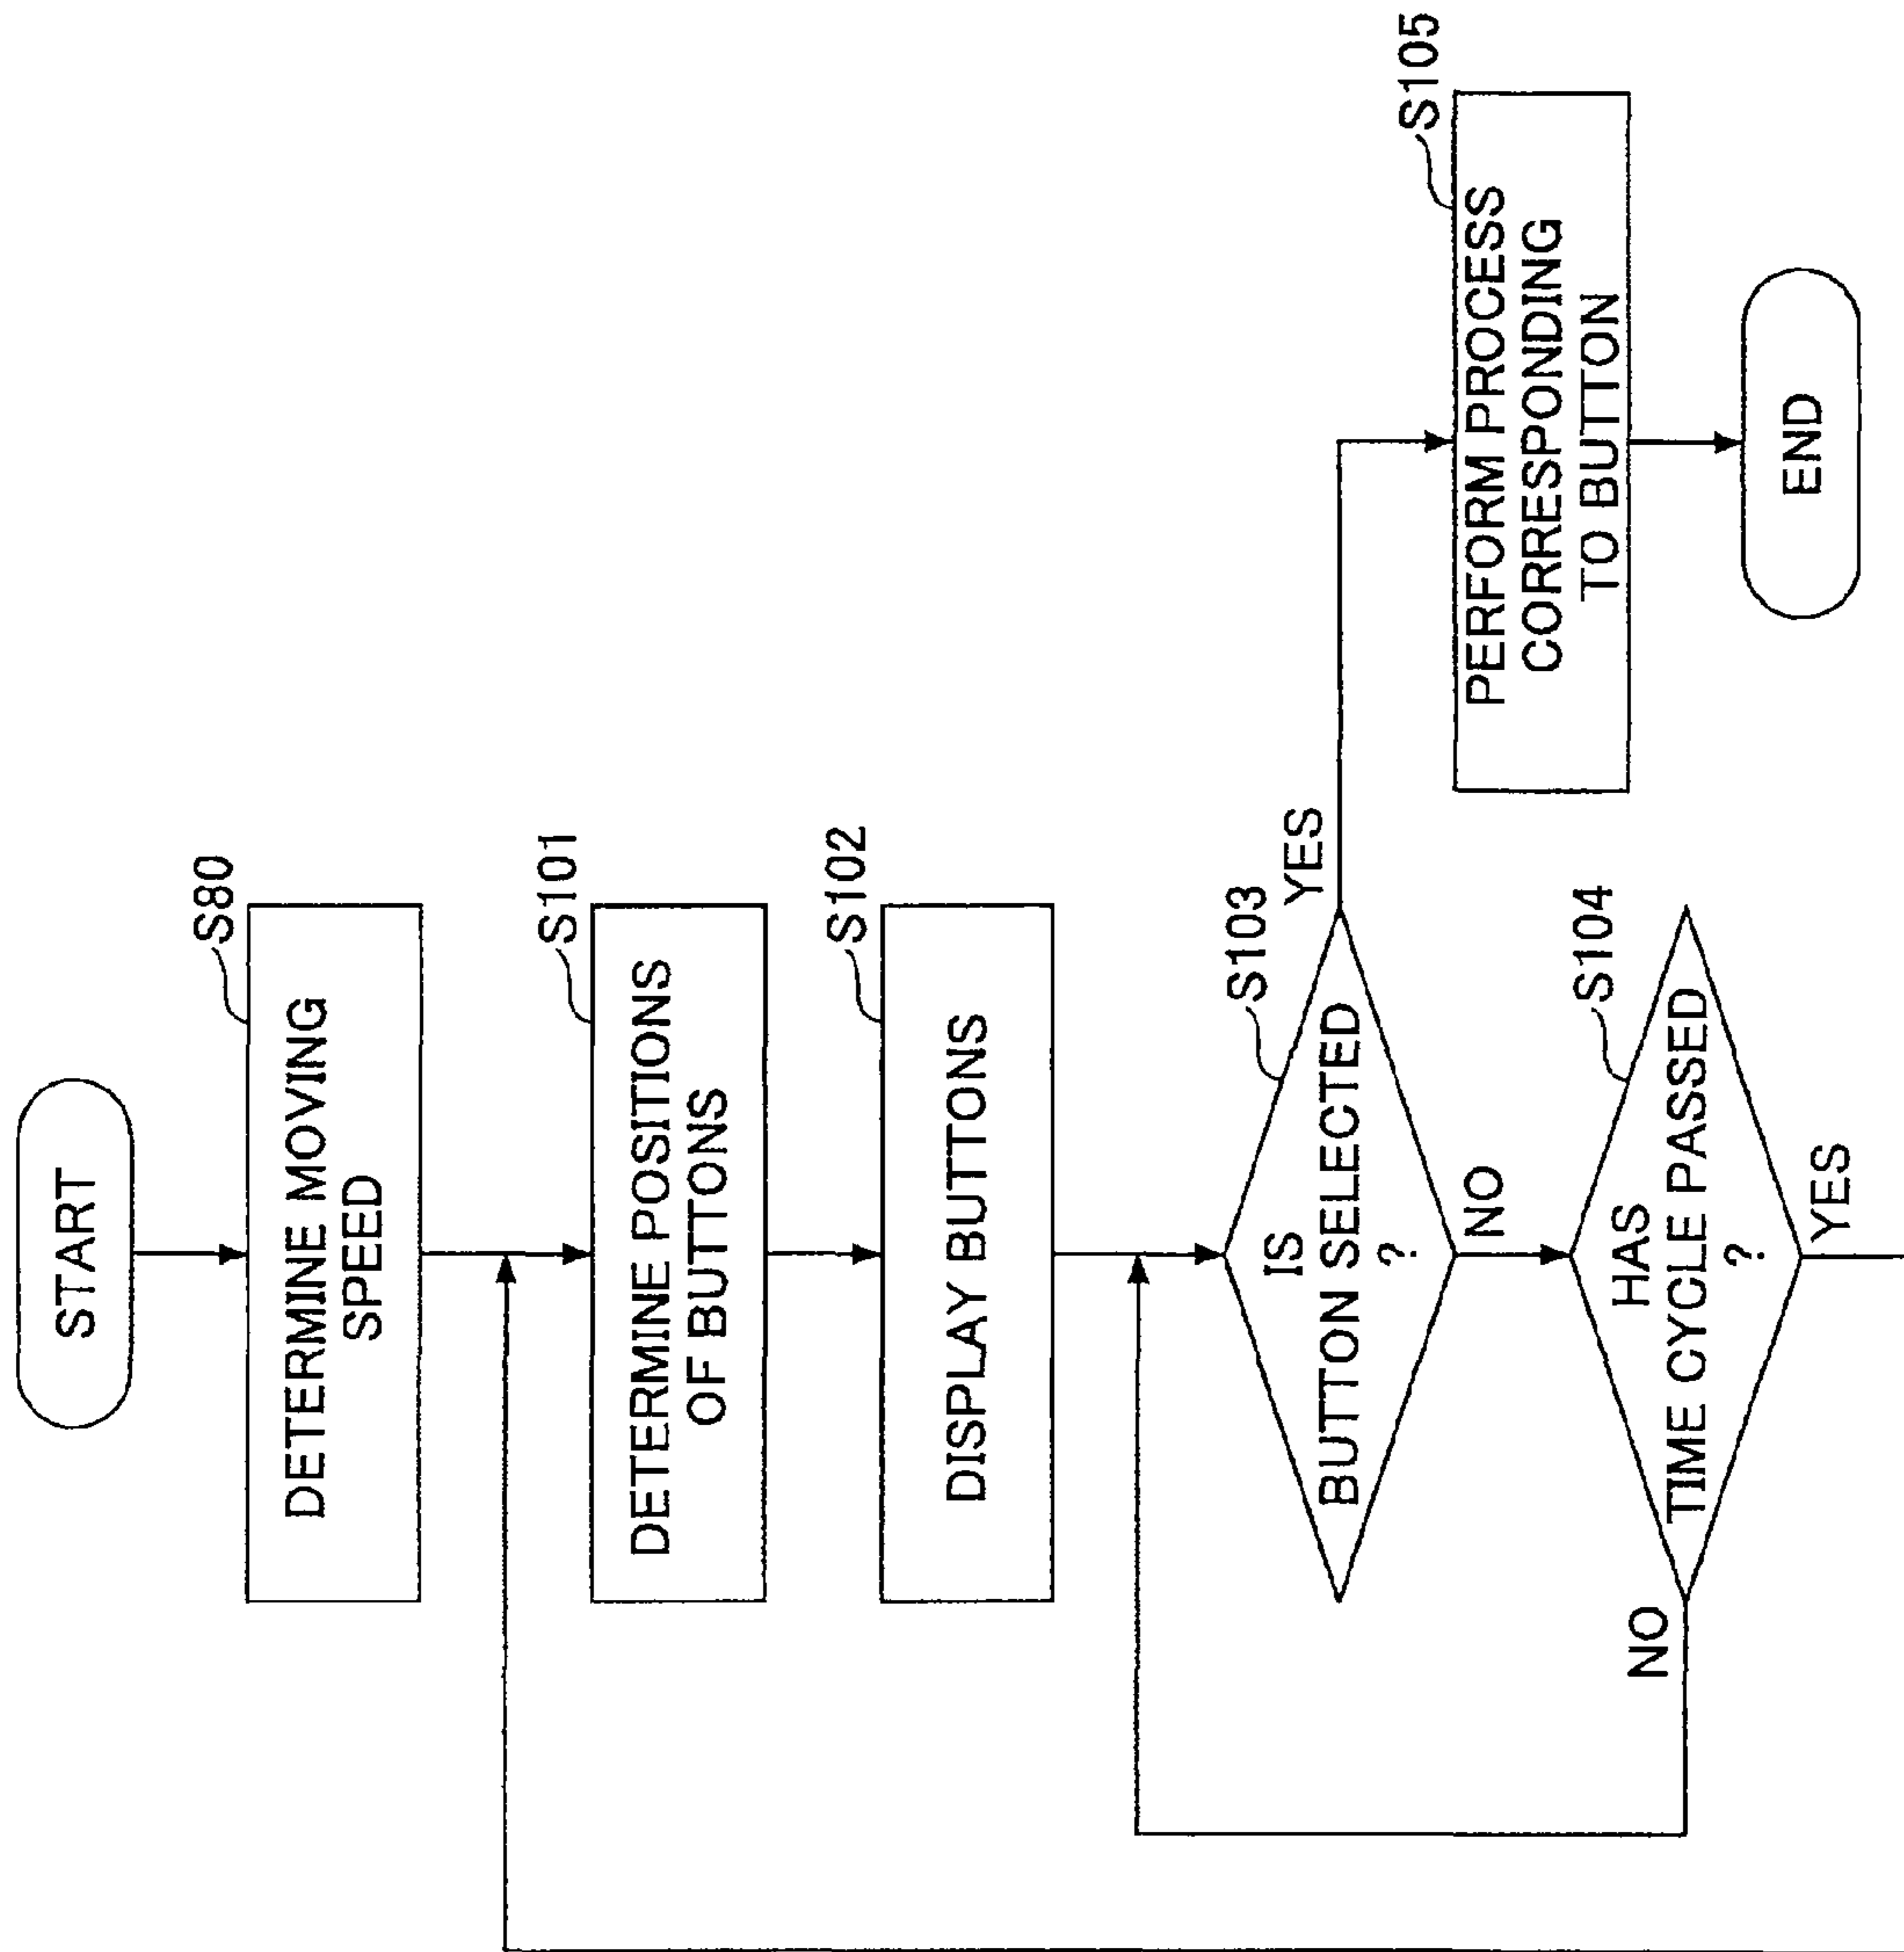 START
S80
DETERMINE MOVING
SPEED
S101
DETERMINE POSITIONS
OF BUTTONS
S102
DISPLAY BUTTONS
S103
IS
BUTTON SELECTED
?
YES
NO
S104
HAS
TIME CYCLE PASSED
?
NO
YES
S105
PERFORM PROCESS
CORRESPONDING
TO BUTTON
END